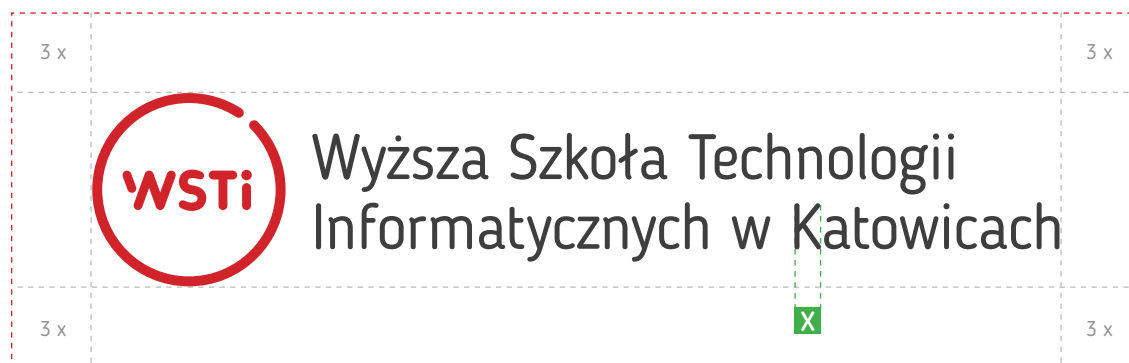 3 x
3 x
WSTi
Wyższa Szkoła Technologii
Informatycznych w Katowicach
X
3 x
3 x